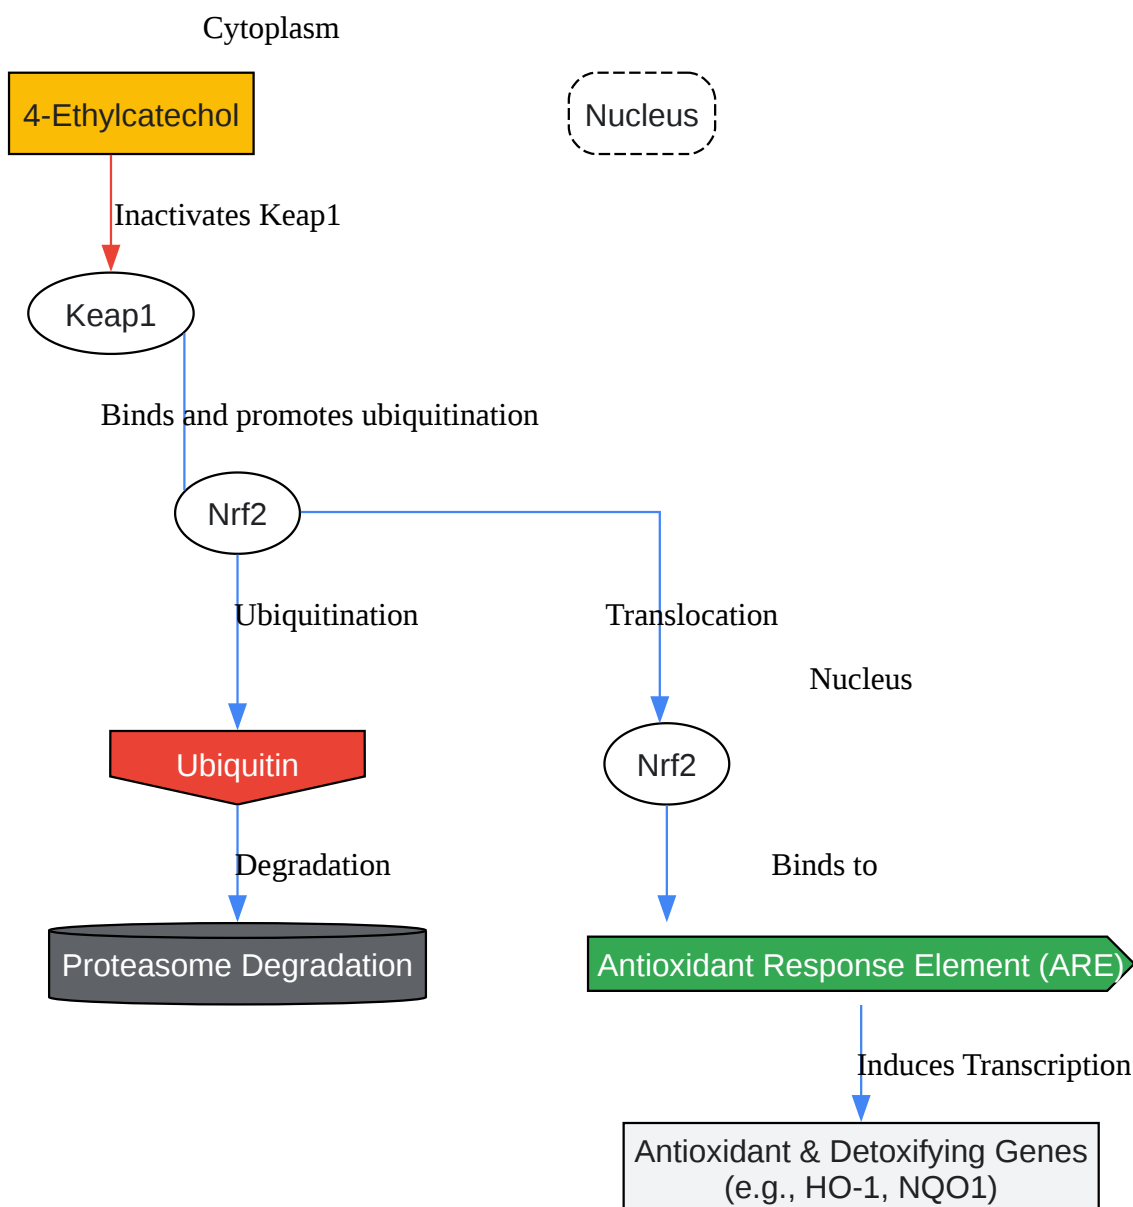 Cytoplasm
4-Ethylcatechol
Nucleus
Inactivates Keap1
Keap1
Binds and promotes ubiquitination
Nrf2
Ubiquitination
Translocation
Nucleus
Ubiquitin
Nrf2
Degradation
Binds to
Proteasome Degradation
Antioxidant Response Element (ARE)
Induces Transcription
Antioxidant & Detoxifying Genes
(e.g., HO-1, NQO1)